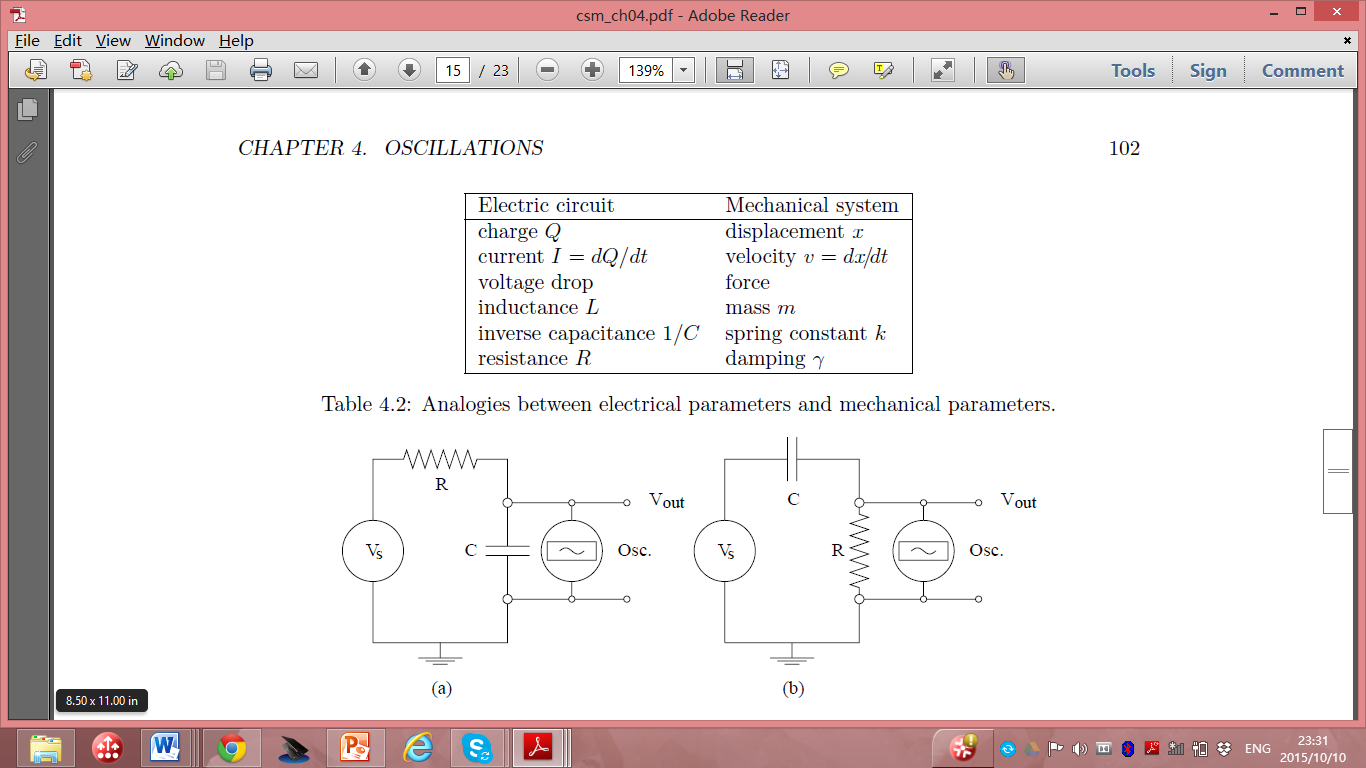 csm_ch04.pdf - Adobe Reader
File Edit View Window Help
15 / 23 139% Tools Sign Comment
CHAPTER 4. OSCILLATIONS 102
Electric circuit Mechanical system
charge Q displacement x
current I = dQ/dt velocity v = dx/dt
voltage drop force
inductance L mass m
inverse capacitance 1/C spring constant k
resistance R damping γ
Table 4.2: Analogies between electrical parameters and mechanical parameters.
R C
Vout Vout
Vs C Osc. Vs R Osc.
(a) (b)
8.50 x 11.00 in
ENG 23:31
2015/10/10